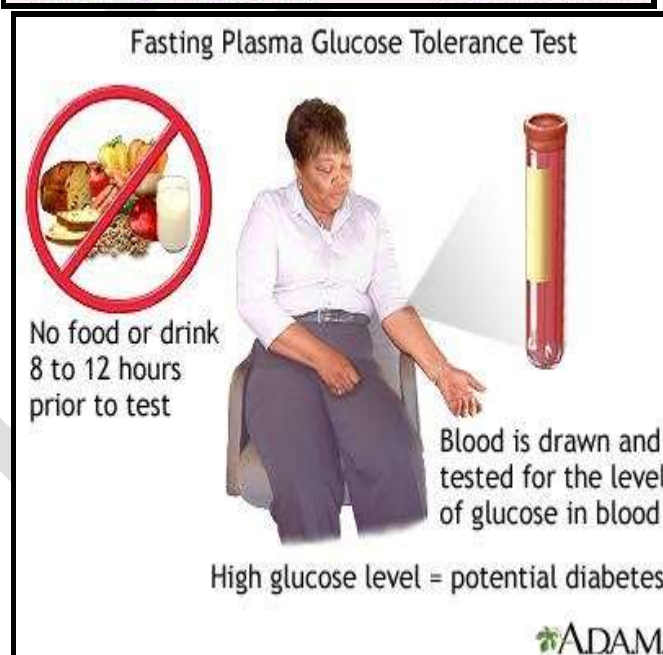 Fasting Plasma Glucose Tolerance Test
No food or drink
8 to 12 hours
prior to test
Blood is drawn and
tested for the level
of glucose in blood
High glucose level = potential diabetes
ADAM